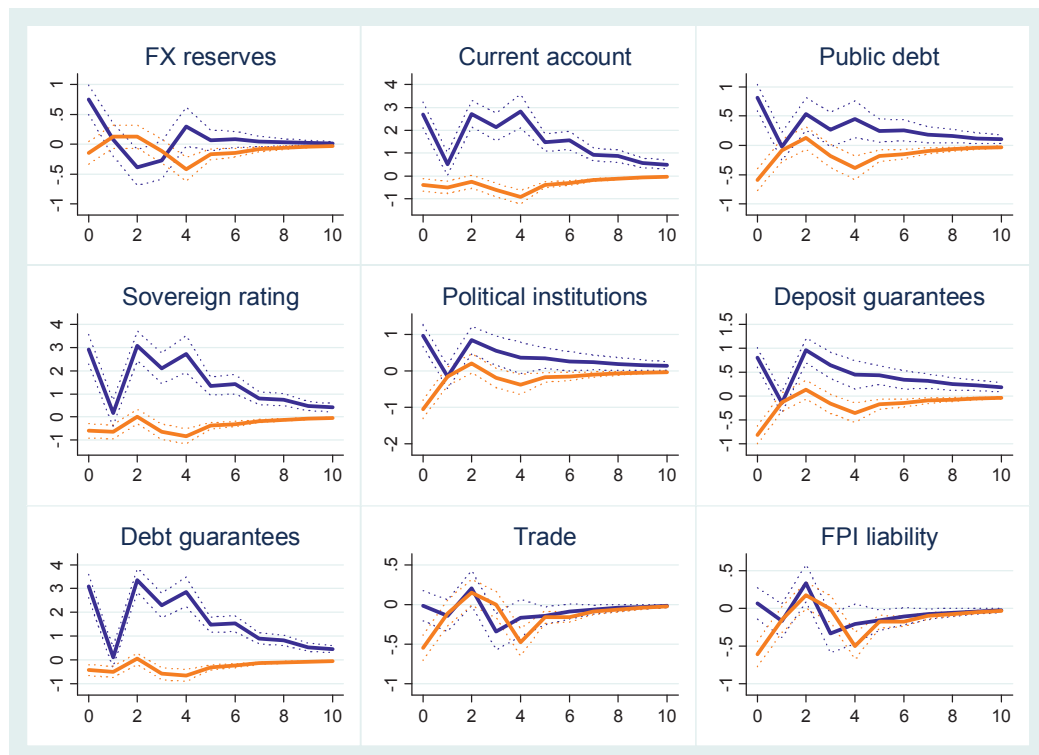 FX reserves
Current account
Public debt
1
.5
0
-.5
-1
0 2 4 6 8 10
4
3
2
1
0
-1
0 2 4 6 8 10
1
.5
0
-.5
-1
0 2 4 6 8 10
Sovereign rating
Political institutions
Deposit guarantees
4
3
2
1
0
-1
0 2 4 6 8 10
1
0
-1
-2
0 2 4 6 8 10
1.5
1
.5
0
-.5
-1
0 2 4 6 8 10
Debt guarantees
Trade
FPI liability
4
3
2
1
0
-1
0 2 4 6 8 10
.5
0
-.5
-1
0 2 4 6 8 10
.5
0
-.5
-1
0 2 4 6 8 10